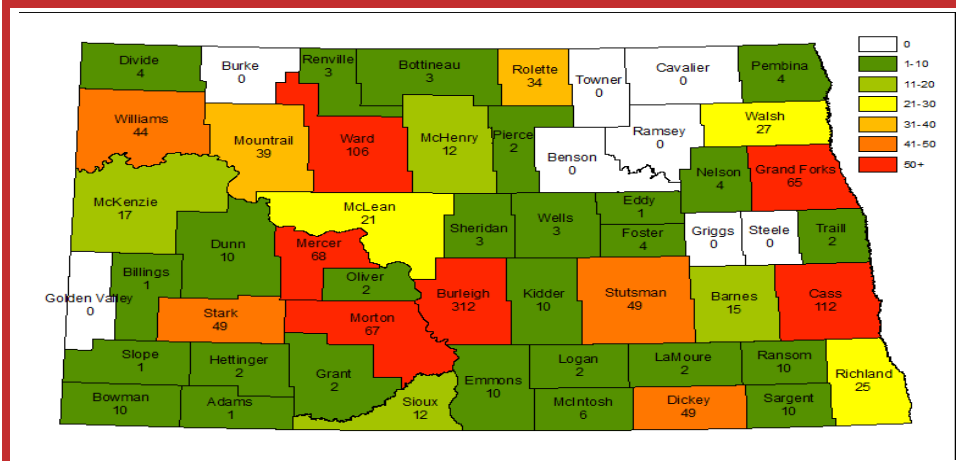 Divide
4
Burke
0
Renville
3
Bottineau
3
Rolette
34
Towner
0
Cavalier
0
Pembina
4
0
1-10
11-20
21-30
31-40
41-50
50+
Williams
44
Mountrail
39
Ward
106
McHenry
12
Pierce
2
Benson
0
Ramsey
0
Walsh
27
Nelson
4
Grand Forks
65
McKenzie
17
McLean
21
Dunn
10
Mercer
68
Oliver
2
Sheridan
3
Wells
3
Eddy
1
Foster
4
Griggs
0
Steele
0
Traill
2
Golden Valley
0
Billings
1
Stark
49
Morton
67
Burleigh
312
Kidder
10
Stutsman
49
Barnes
15
Cass
112
Slope
1
Hettinger
2
Grant
2
Bowman
10
Adams
1
Sioux
12
Emmons
10
Logan
2
McIntosh
6
LaMoure
2
Dickey
49
Ransom
10
Sargent
10
Richland
25